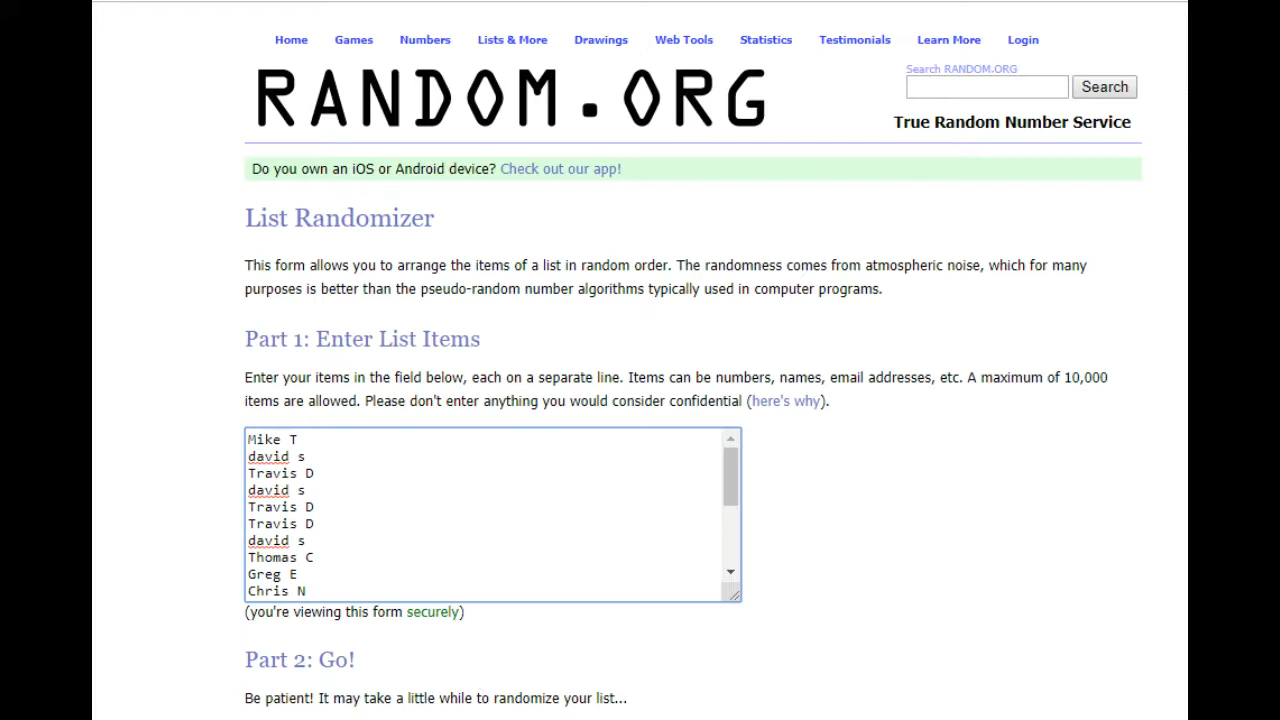 Home Games Numbers Lists & More Drawings Web Tools Statistics Testimonials Learn More Login
RANDOM.ORG
Search RANDOM.ORG
Search
True Random Number Service
Do you own an iOS or Android device? Check out our app!
List Randomizer
This form allows you to arrange the items of a list in random order. The randomness comes from atmospheric noise, which for many
purposes is better than the pseudo-random number algorithms typically used in computer programs.
Part 1: Enter List Items
Enter your items in the field below, each on a separate line. Items can be numbers, names, email addresses, etc. A maximum of 10,000
items are allowed. Please don't enter anything you would consider confidential (here's why).
Mike T
david s
Travis D
david s
Travis D
Travis D
david s
Thomas C
Greg E
Chris N
(you're viewing this form securely)
Part 2: Go!
Be patient! It may take a little while to randomize your list...